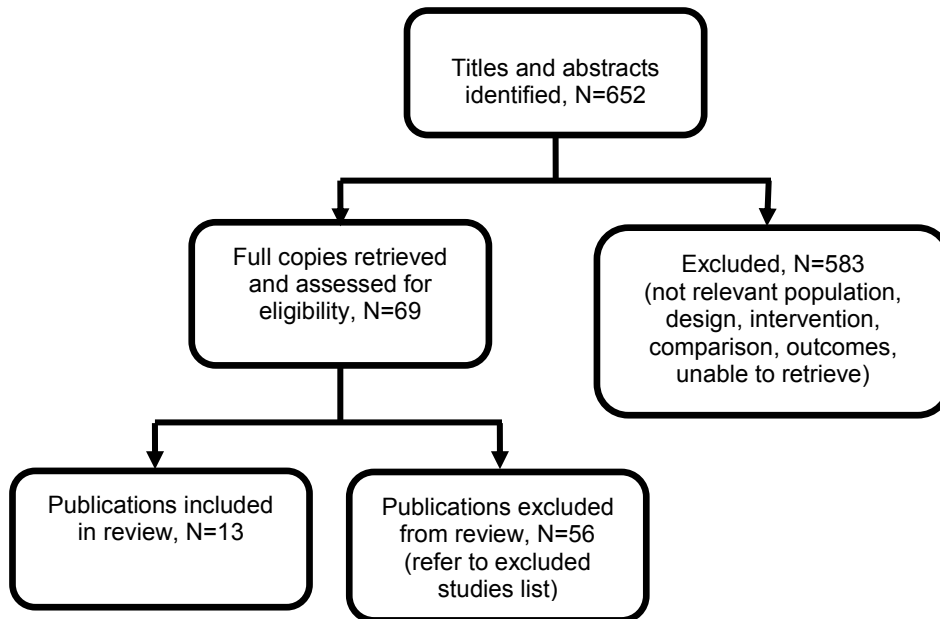 Titles and abstracts
identified, N=652
Full copies retrieved
and assessed for
eligibility, N=69
Excluded, N=583
(not relevant population,
design, intervention,
comparison, outcomes,
unable to retrieve)
Publications included
in review, N=13
Publications excluded
from review, N=56
(refer to excluded
studies list)